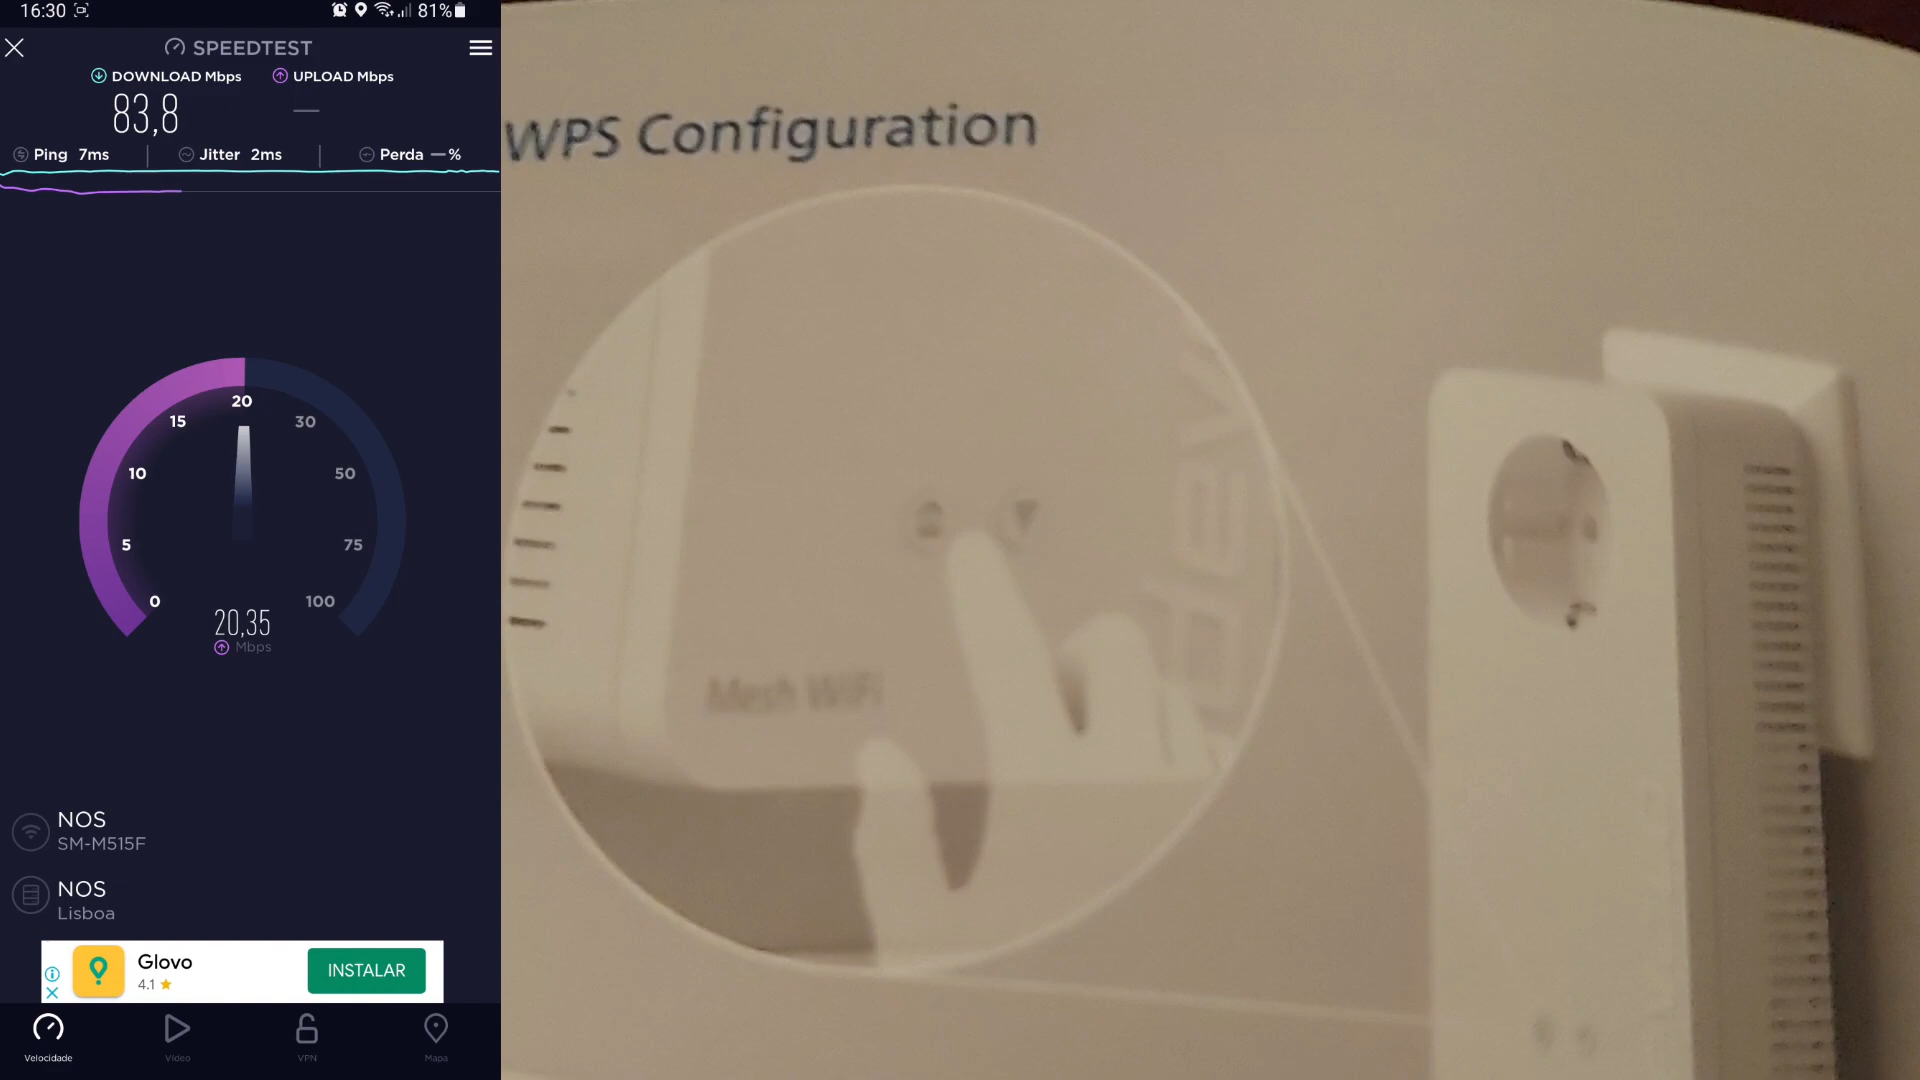 16:30
81%
SPEEDTEST
DOWNLOAD Mbps
UPLOAD Mbps
83,8
—
Ping 7ms
Jitter 2ms
Perda —%
0
5
10
15
20
30
50
75
100
20,35
Mbps
NOS
SM-M515F
NOS
Lisboa
Glovo
4.1
INSTALAR
Velocidade
Vídeo
VPN
Mapa
WPS Configuration
Mesh WiFi